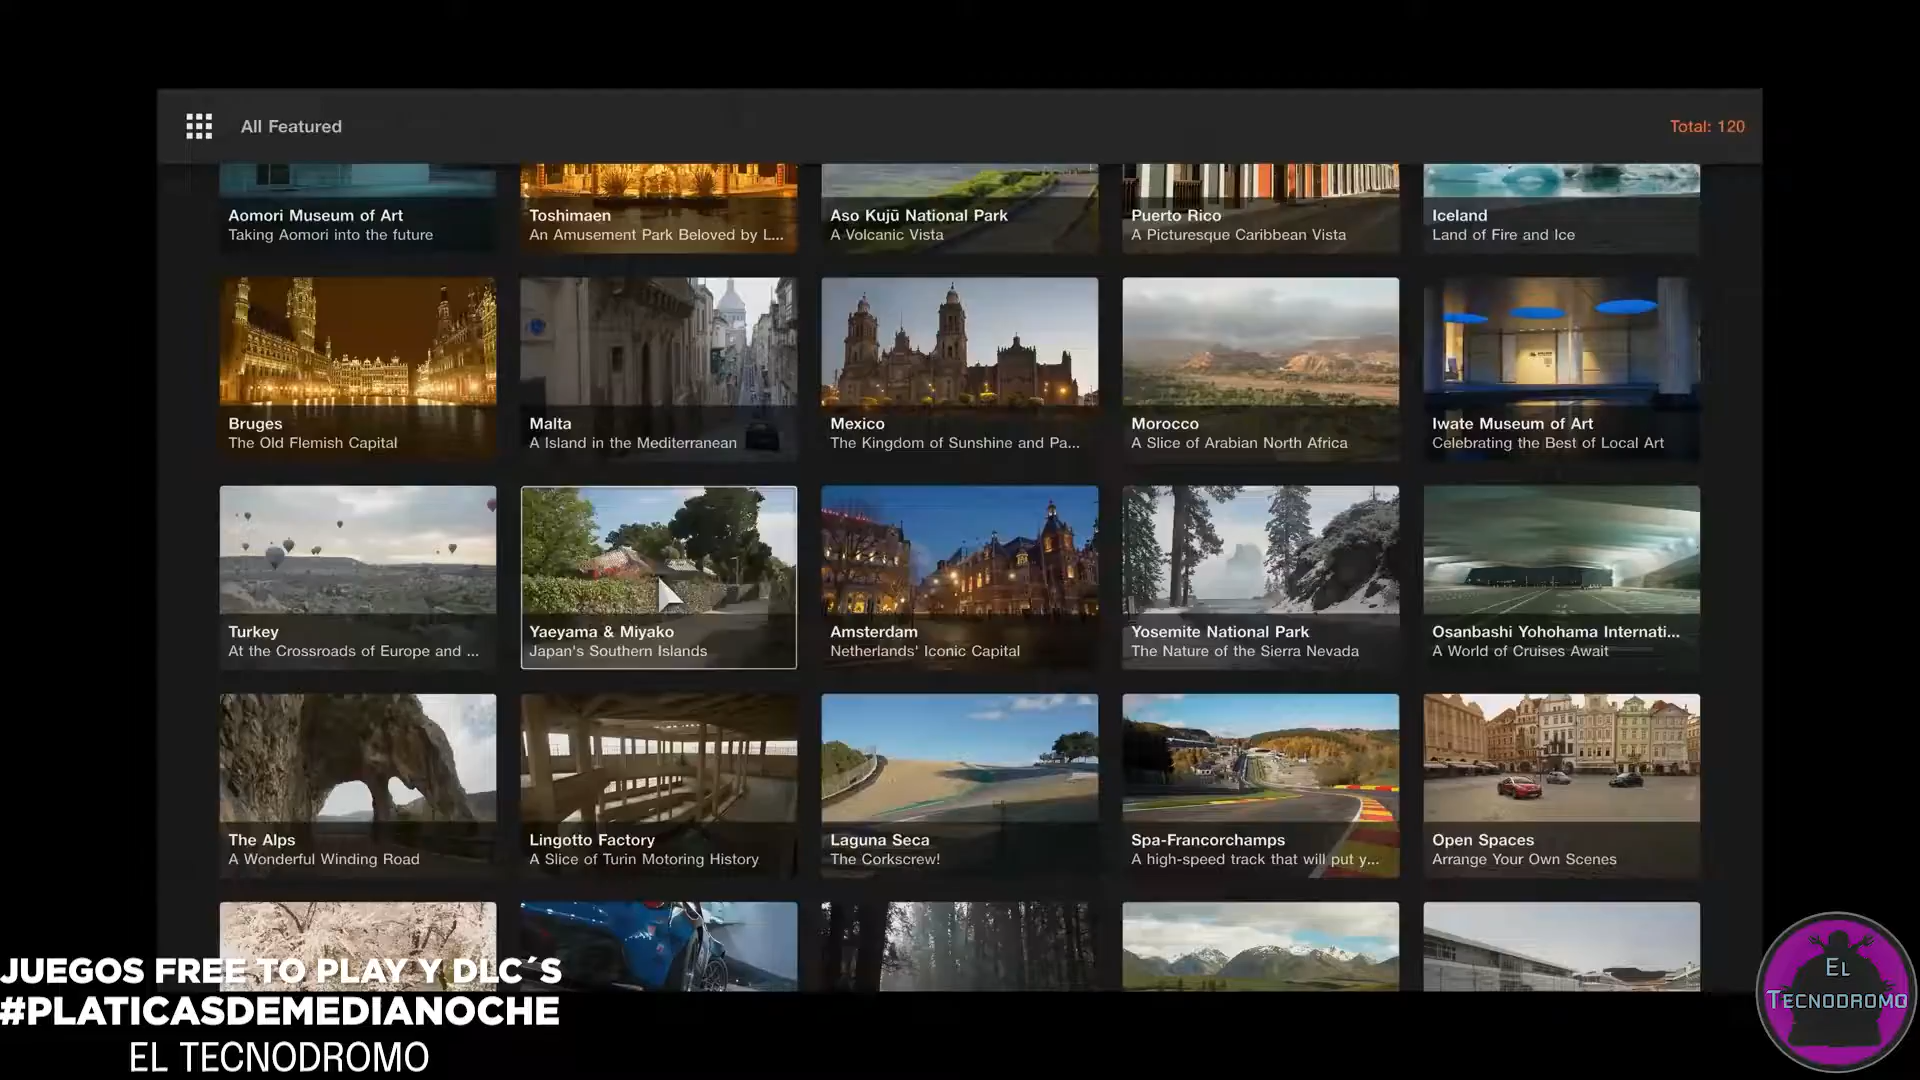 All Featured
Total: 120
Aomori Museum of Art
Taking Aomori into the future
Toshimaen
An Amusement Park Beloved by L...
Aso Kujū National Park
A Volcanic Vista
Puerto Rico
A Picturesque Caribbean Vista
Iceland
Land of Fire and Ice
Bruges
The Old Flemish Capital
Malta
A Island in the Mediterranean
Mexico
The Kingdom of Sunshine and Pa...
Morocco
A Slice of Arabian North Africa
Iwate Museum of Art
Celebrating the Best of Local Art
Turkey
At the Crossroads of Europe and ...
Yaeyama & Miyako
Japan's Southern Islands
Amsterdam
Netherlands' Iconic Capital
Yosemite National Park
The Nature of the Sierra Nevada
Osanbashi Yohohama Internati...
A World of Cruises Await
The Alps
A Wonderful Winding Road
Lingotto Factory
A Slice of Turin Motoring History
Laguna Seca
The Corkscrew!
Spa-Francorchamps
A high-speed track that will put y...
Open Spaces
Arrange Your Own Scenes
JUEGOS FREE TO PLAY Y DLC´S
#PLATICASDEMEDIANOCHE
EL TECNODROMO
EL
TECNODROMO